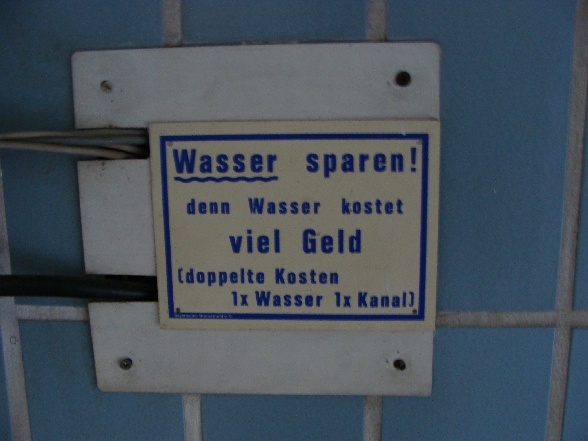 Wasser sparen!
denn Wasser kostet
viel Geld
(doppelte Kosten
1x Wasser 1x Kanal)